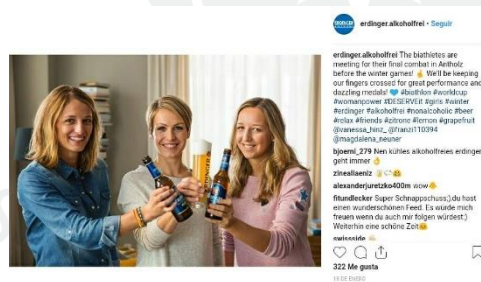 erdinger.alkoholfrei • Seguir
erdinger.alkoholfrei The biathletes are
meeting for their final combat in Antholz
before the winter games! We'll be keeping
our fingers crossed for great performance and
dazzling medals! #biathlon #worldcup
#womanpower #DESERVEit #girls #winter
#erdinger #alkoholfrei #nonalcoholic #beer
#relax #friends #zitrone #lemon #grapefruit
@vanessa_hinz_ @franzi110394
@magdalena_neuner
bjoerni_279 Nen kühles alkoholfreies erdinger
geht immer
zineallaeniz
alexanderjuretzko400m wow
fitundlecker Super Schnappschuss;).du hast
einen wunderschönen Feed. Es würde mich
freuen wenn du auch mir folgen würdest:)
Weiterhin eine schöne Zeit
swissside
322 Me gusta